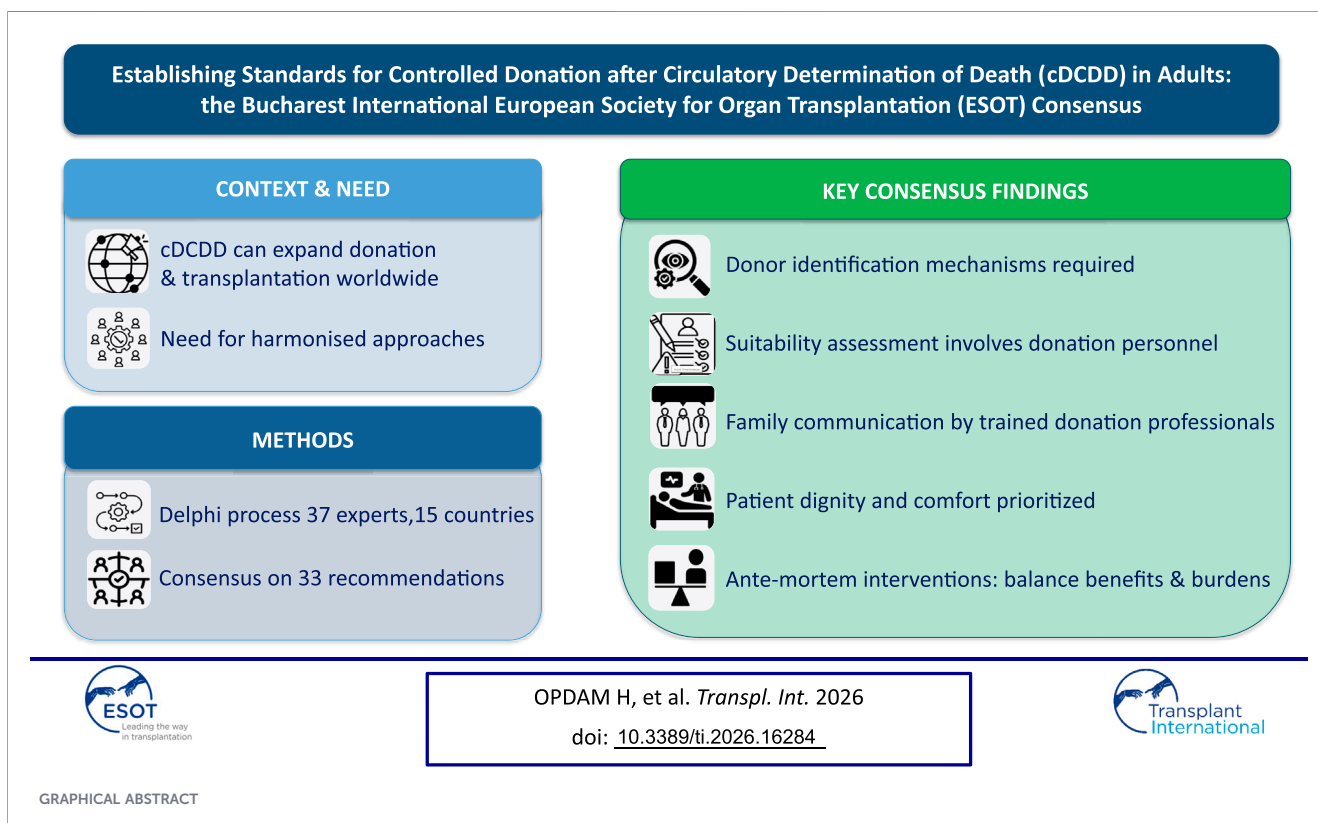 Establishing Standards for Controlled Donation after Circulatory Determination of Death (cDCDD) in Adults:
the Bucharest International European Society for Organ Transplantation (ESOT) Consensus
CONTEXT & NEED
cDCDD can expand donation
& transplantation worldwide
Need for harmonised approaches
METHODS
Delphi process 37 experts,15 countries
Consensus on 33 recommendations
KEY CONSENSUS FINDINGS
Donor identification mechanisms required
Suitability assessment involves donation personnel
Family communication by trained donation professionals
Patient dignity and comfort prioritized
Ante-mortem interventions: balance benefits & burdens
ESOT
Leading the way
in transplantation
OPDAM H, et al. Transpl. Int. 2026
doi: 10.3389/ti.2026.16284
Transplant
International
GRAPHICAL ABSTRACT